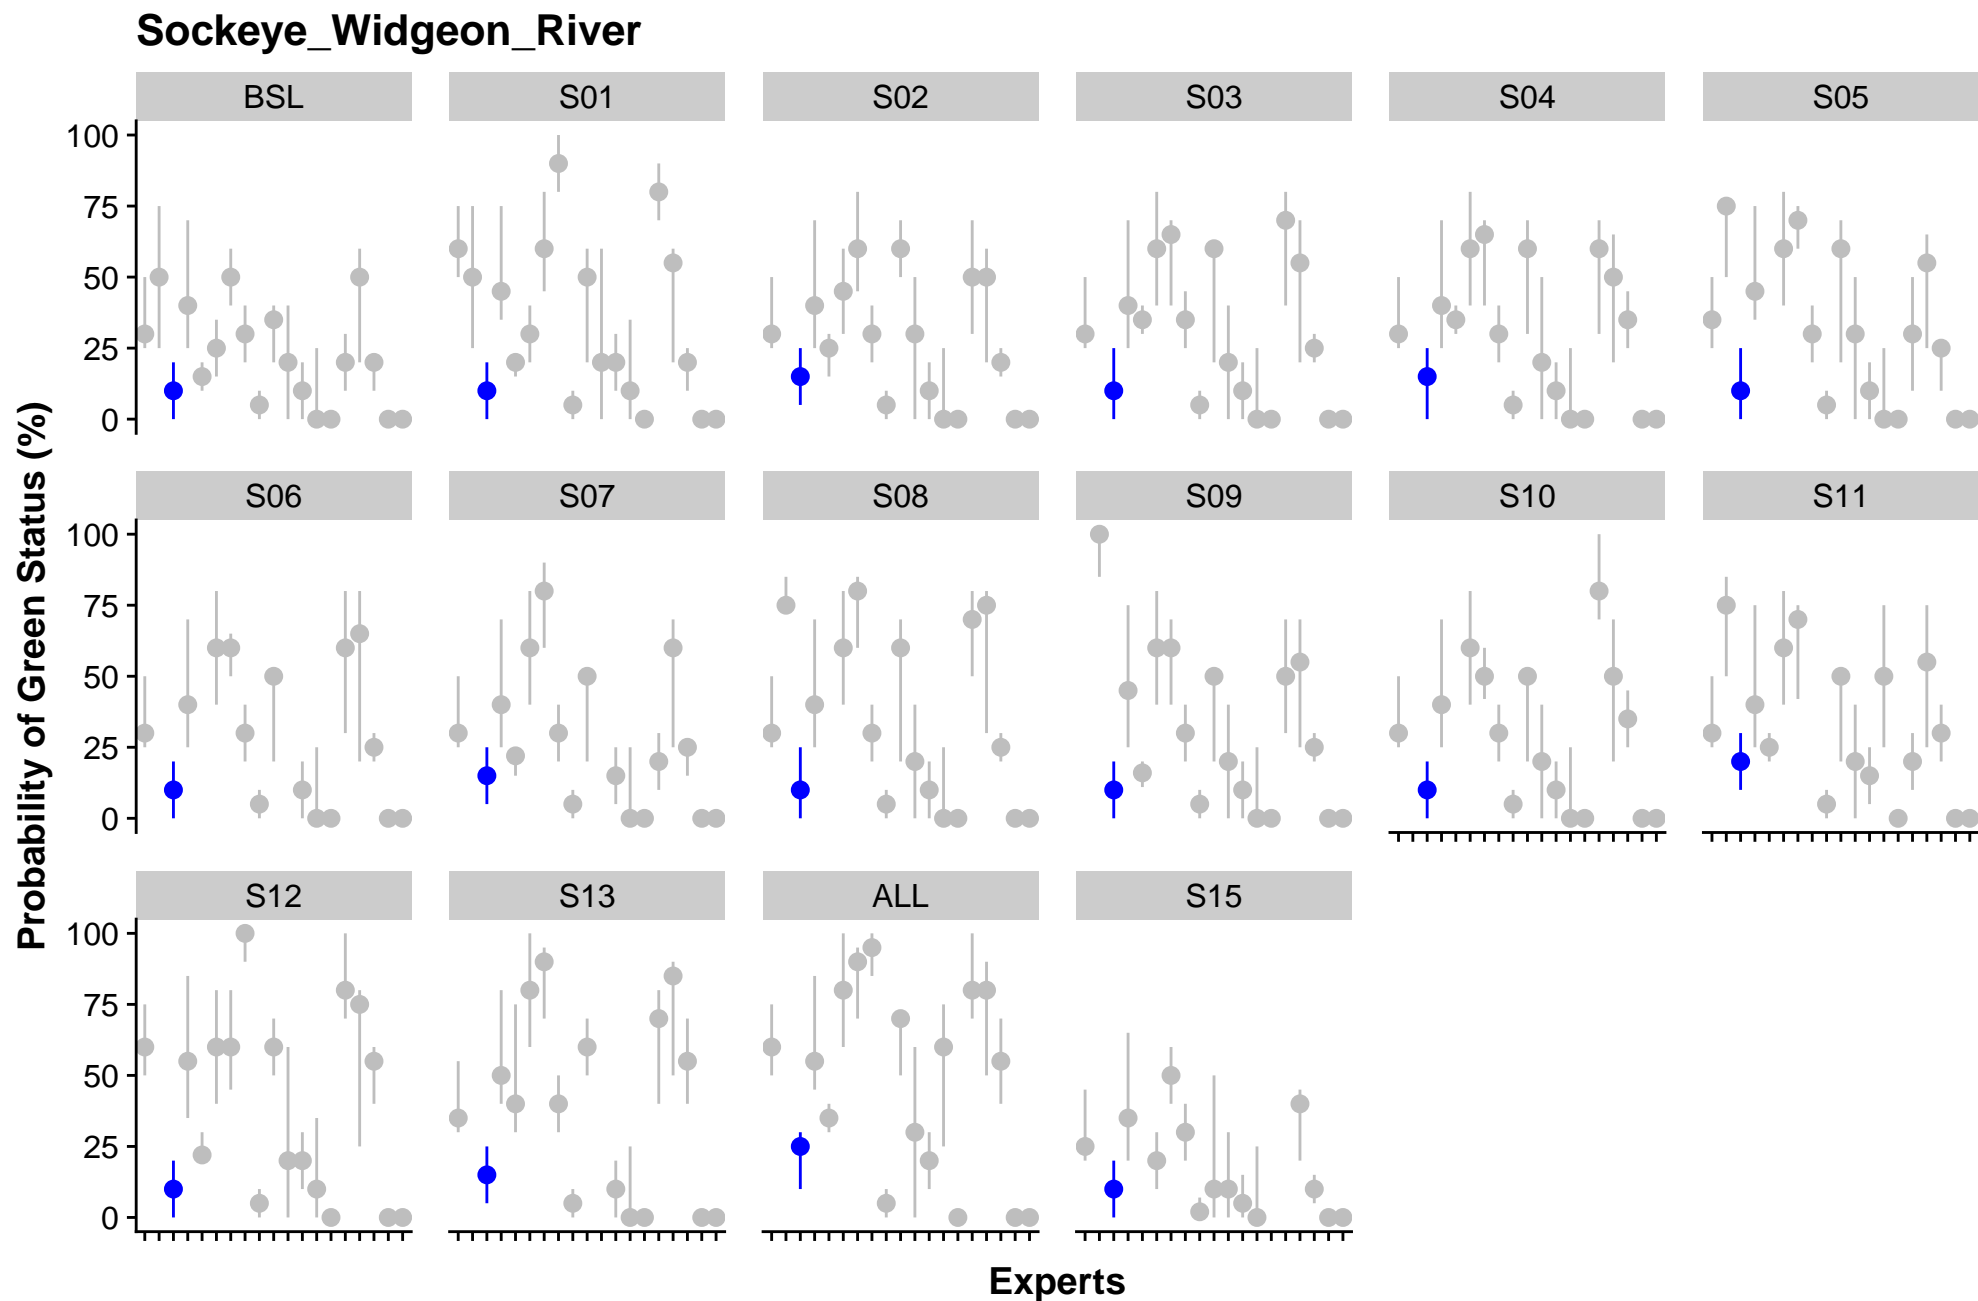 Sockeye_Widgeon_River
BSL S01 S02 S03 S04 S05
100
75
50
25
0
S06 S07 S08 S09 S10 S11
100
75
50
25
0
S12 S13 ALL S15
100
75
50
25
0
Probability of Green Status (%)
Experts